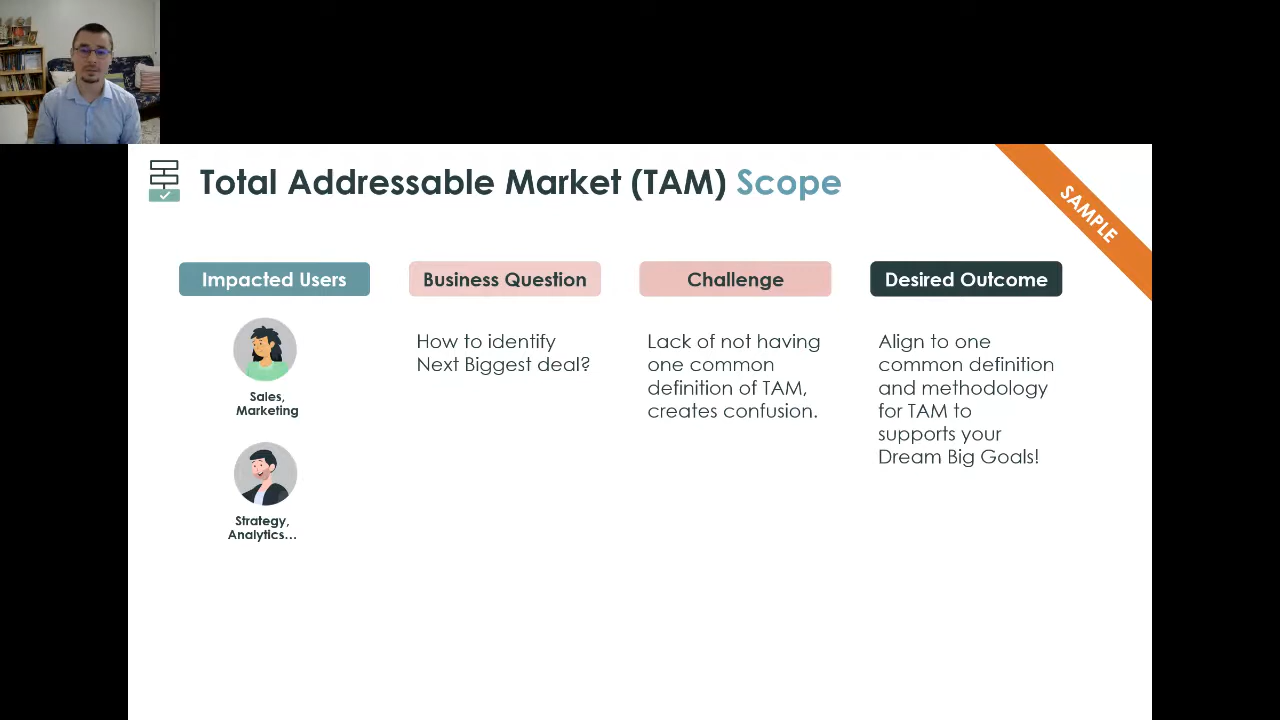 Total Addressable Market (TAM) Scope
SAMPLE
Impacted Users
Business Question
Challenge
Desired Outcome
Sales,
Marketing
Strategy,
Analytics...
How to identify
Next Biggest deal?
Lack of not having
one common
definition of TAM,
creates confusion.
Align to one
common definition
and methodology
for TAM to
supports your
Dream Big Goals!